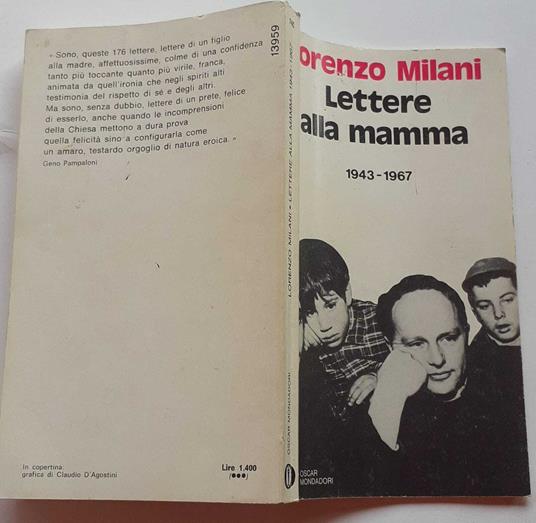 « Sono, queste 176 lettere, lettere di un figlio
alla madre, affettuosissime, colme di una confidenza
tanto più toccante quanto più virile, franca,
animata da quell'ironia che negli spiriti alti
testimonia del rispetto di sé e degli altri.
Ma sono, senza dubbio, lettere di un prete, felice
di esserlo, anche quando le incomprensioni
della Chiesa mettono a dura prova
quella felicità sino a configurarla come
un amaro, testardo orgoglio di natura eroica. »
Geno Pampaloni
13959
In copertina:
grafica di Claudio D'Agostini
Lire 1.400
(●●●)
LORENZO MILANI • LETTERE ALLA MAMMA 1943-1967
OSCAR MONDADORI
orenzo Milani
Lettere
alla mamma
1943-1967
OSCAR
MONDADORI